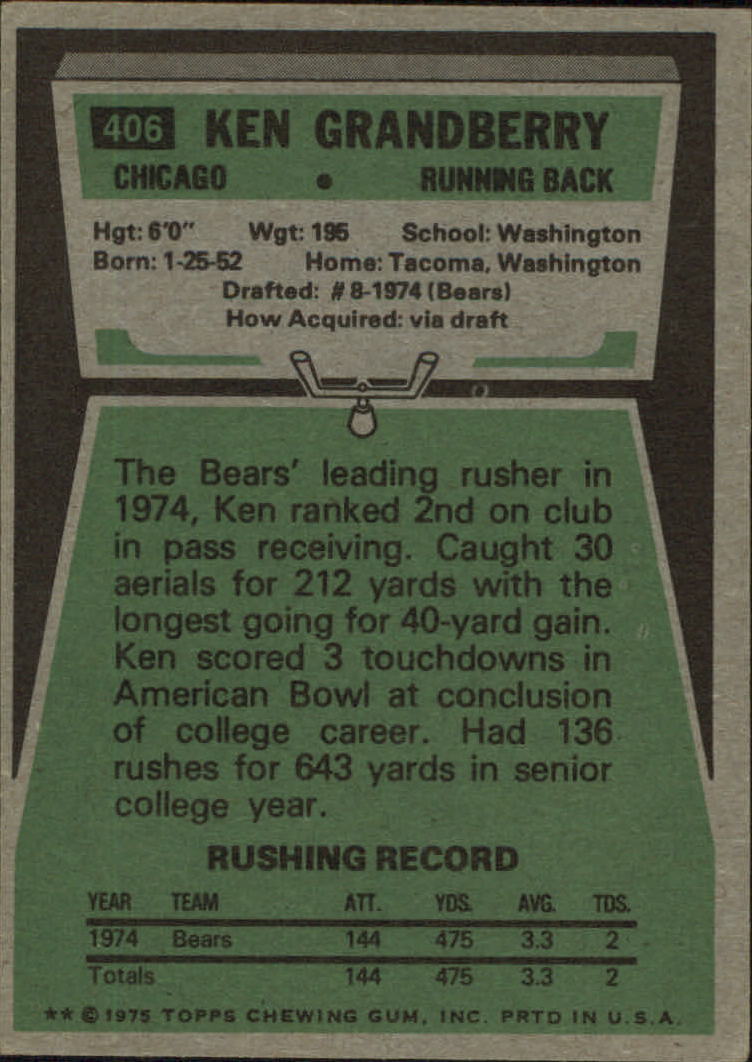 406 KEN GRANDBERRY
CHICAGO • RUNNING BACK
Hgt: 6'0" Wgt: 195 School: Washington
Born: 1-25-52 Home: Tacoma, Washington
Drafted: #8-1974 (Bears)
How Acquired: via draft
The Bears' leading rusher in
1974, Ken ranked 2nd on club
in pass receiving. Caught 30
aerials for 212 yards with the
longest going for 40-yard gain.
Ken scored 3 touchdowns in
American Bowl at conclusion
of college career. Had 136
rushes for 643 yards in senior
college year.
RUSHING RECORD
YEAR TEAM ATT. YDS. AVG. TDS.
1974 Bears 144 475 3.3 2
Totals 144 475 3.3 2
** © 1975 TOPPS CHEWING GUM, INC. PRTD IN U.S.A.